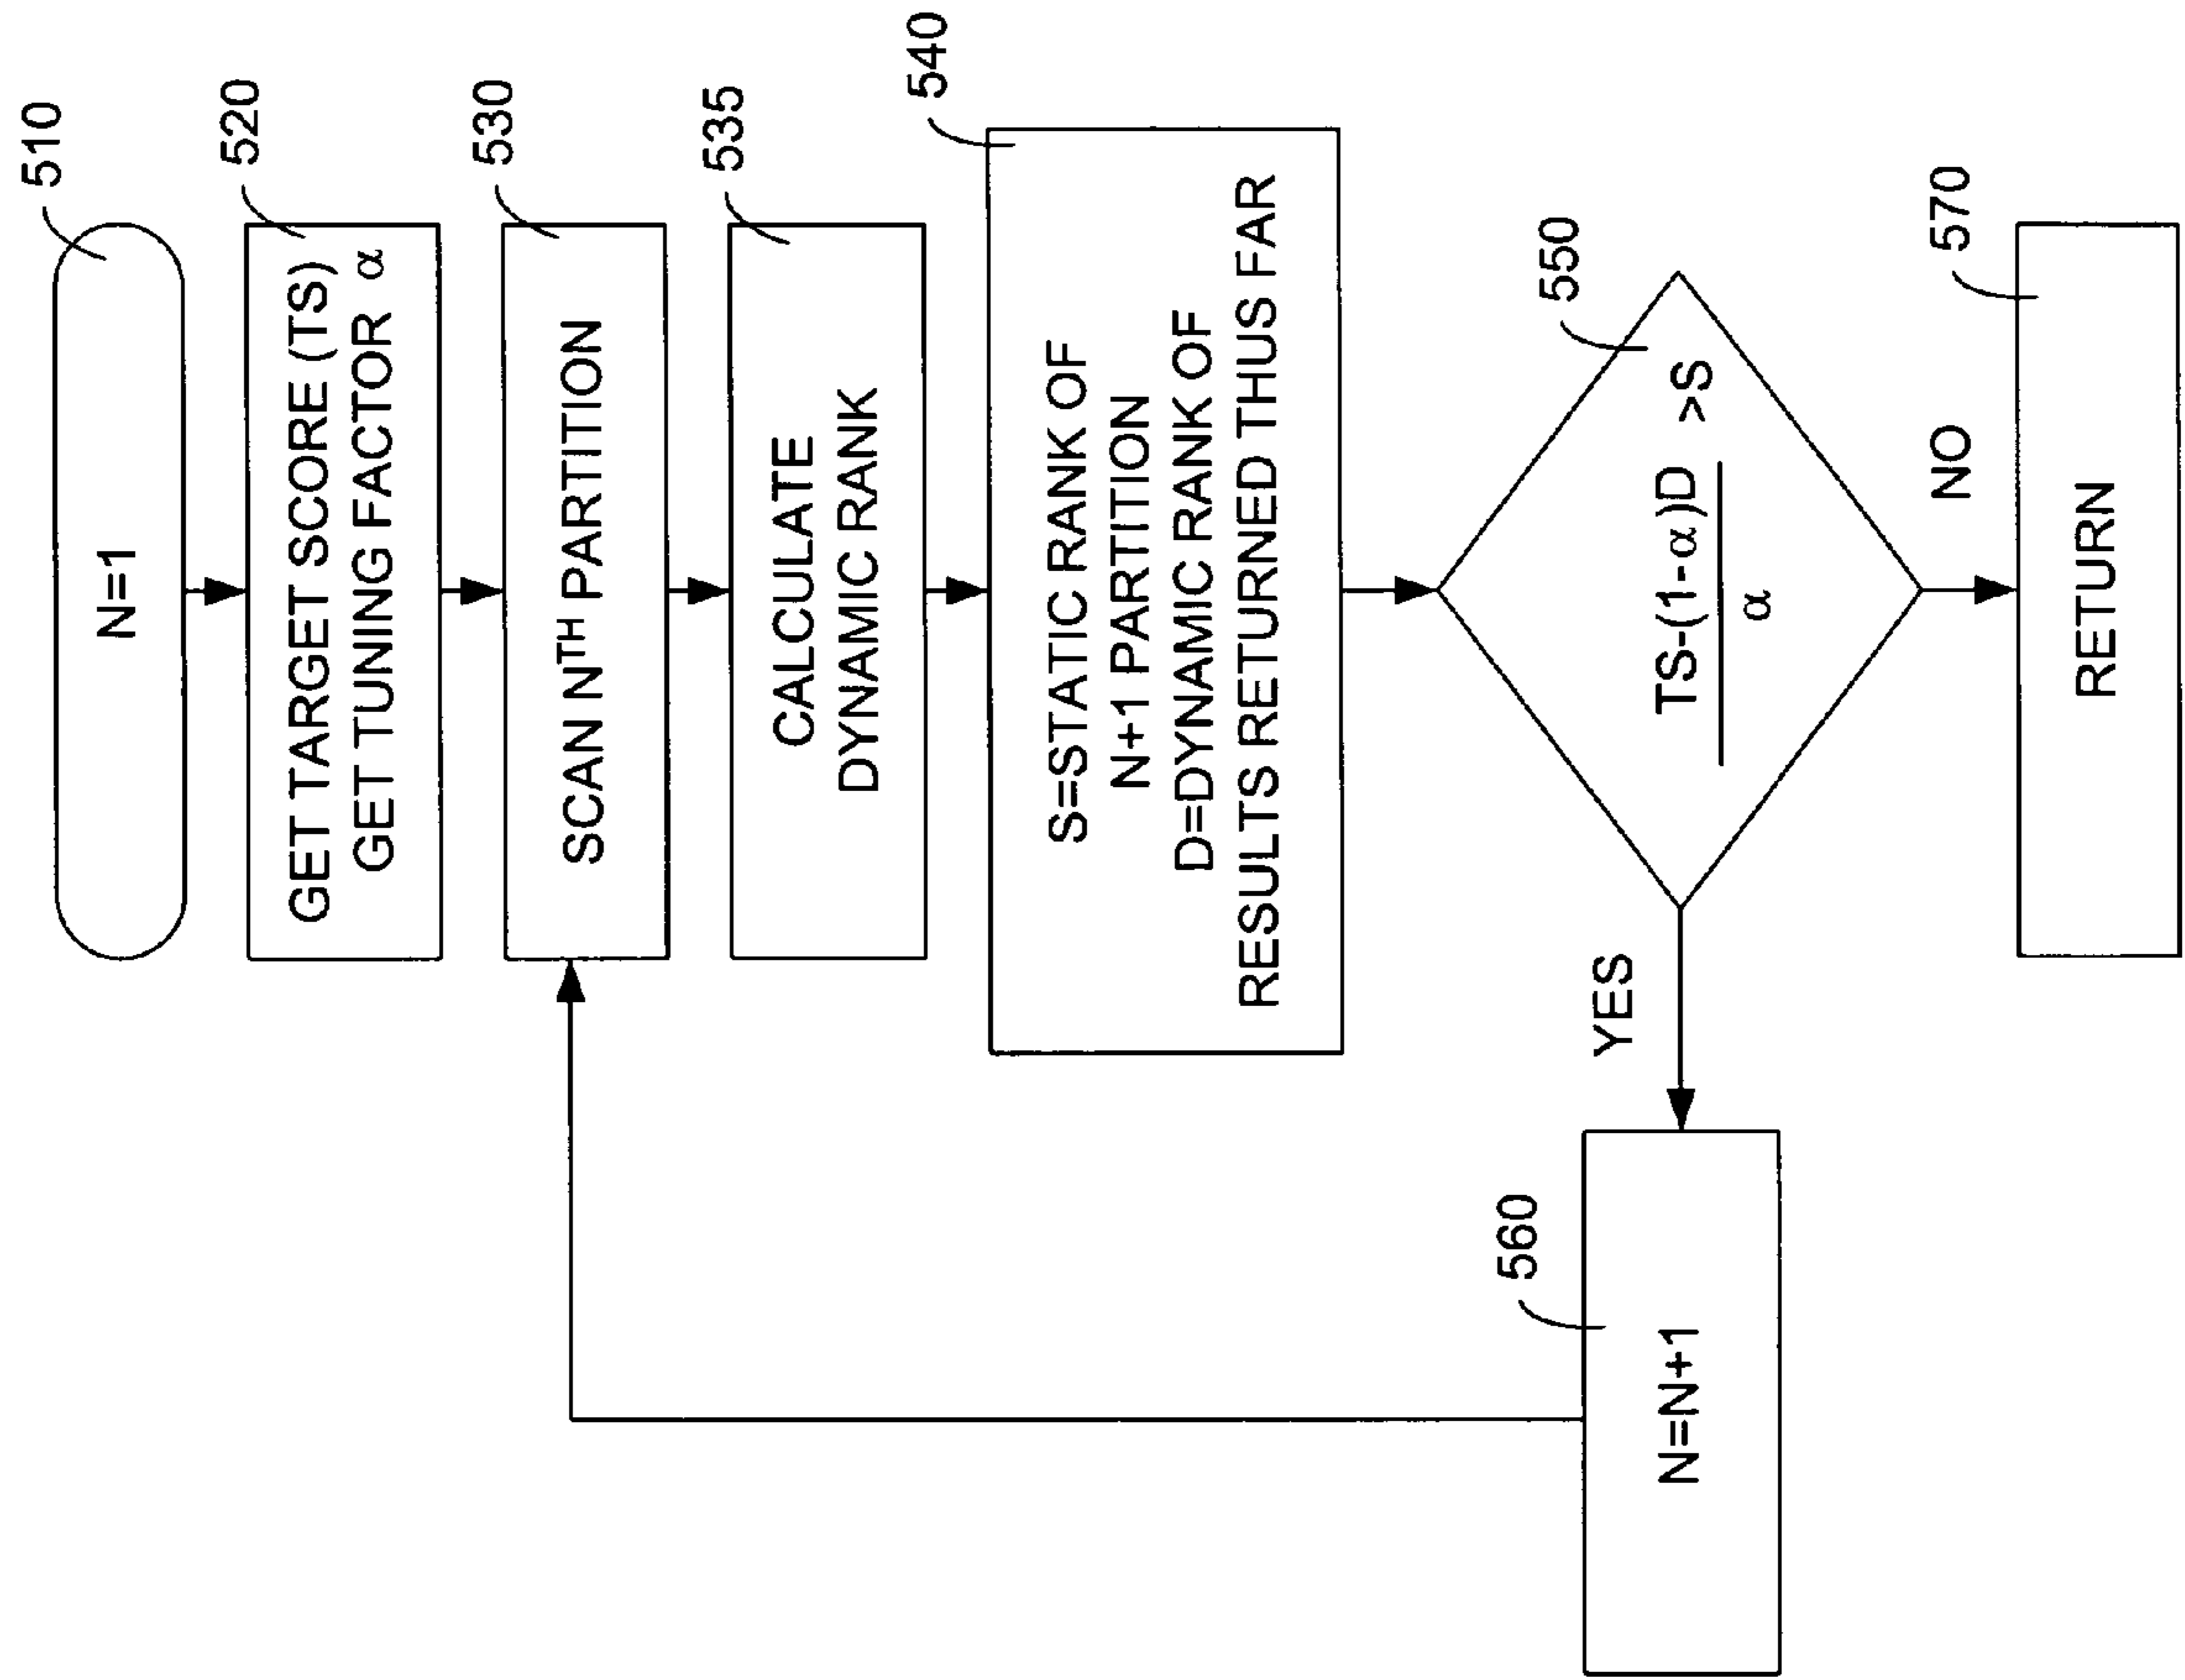 510
N=1
520
GET TARGET SCORE (TS)
GET TUNING FACTOR α
530
SCAN Nᵀᴴ PARTITION
535
CALCULATE
DYNAMIC RANK
540
S=STATIC RANK OF
N+1 PARTITION
D=DYNAMIC RANK OF
RESULTS RETURNED THUS FAR
550
TS-(1-α)D
>S
α
YES
NO
560
N=N+1
570
RETURN